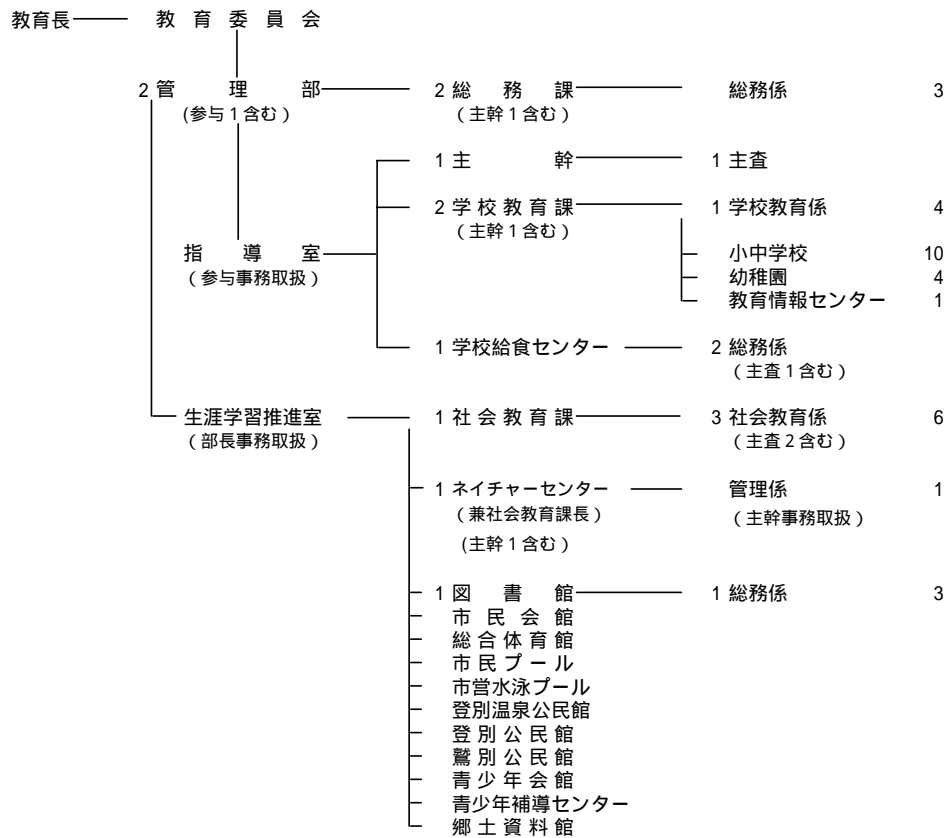 教育長 教育委員会
2 管理部 2 総務課 総務係 3
(参与1含む) (主幹1含む)
1 主幹 1 主査
2 学校教育課 1 学校教育係 4
(主幹1含む)
指導室 小中学校 10
(参与事務取扱) 幼稚園 4
教育情報センター 1
1 学校給食センター 2 総務係
(主査1含む)
生涯学習推進室 1 社会教育課 3 社会教育係 6
(部長事務取扱) (主査2含む)
1 ネイチャーセンター 管理係 1
(兼社会教育課長) (主幹事務取扱)
(主幹1含む)
1 図書館 1 総務係 3
市民会館
総合体育館
市民プール
市営水泳プール
登別温泉公民館
登別公民館
鷲別公民館
青少年会館
青少年補導センター
郷土資料館